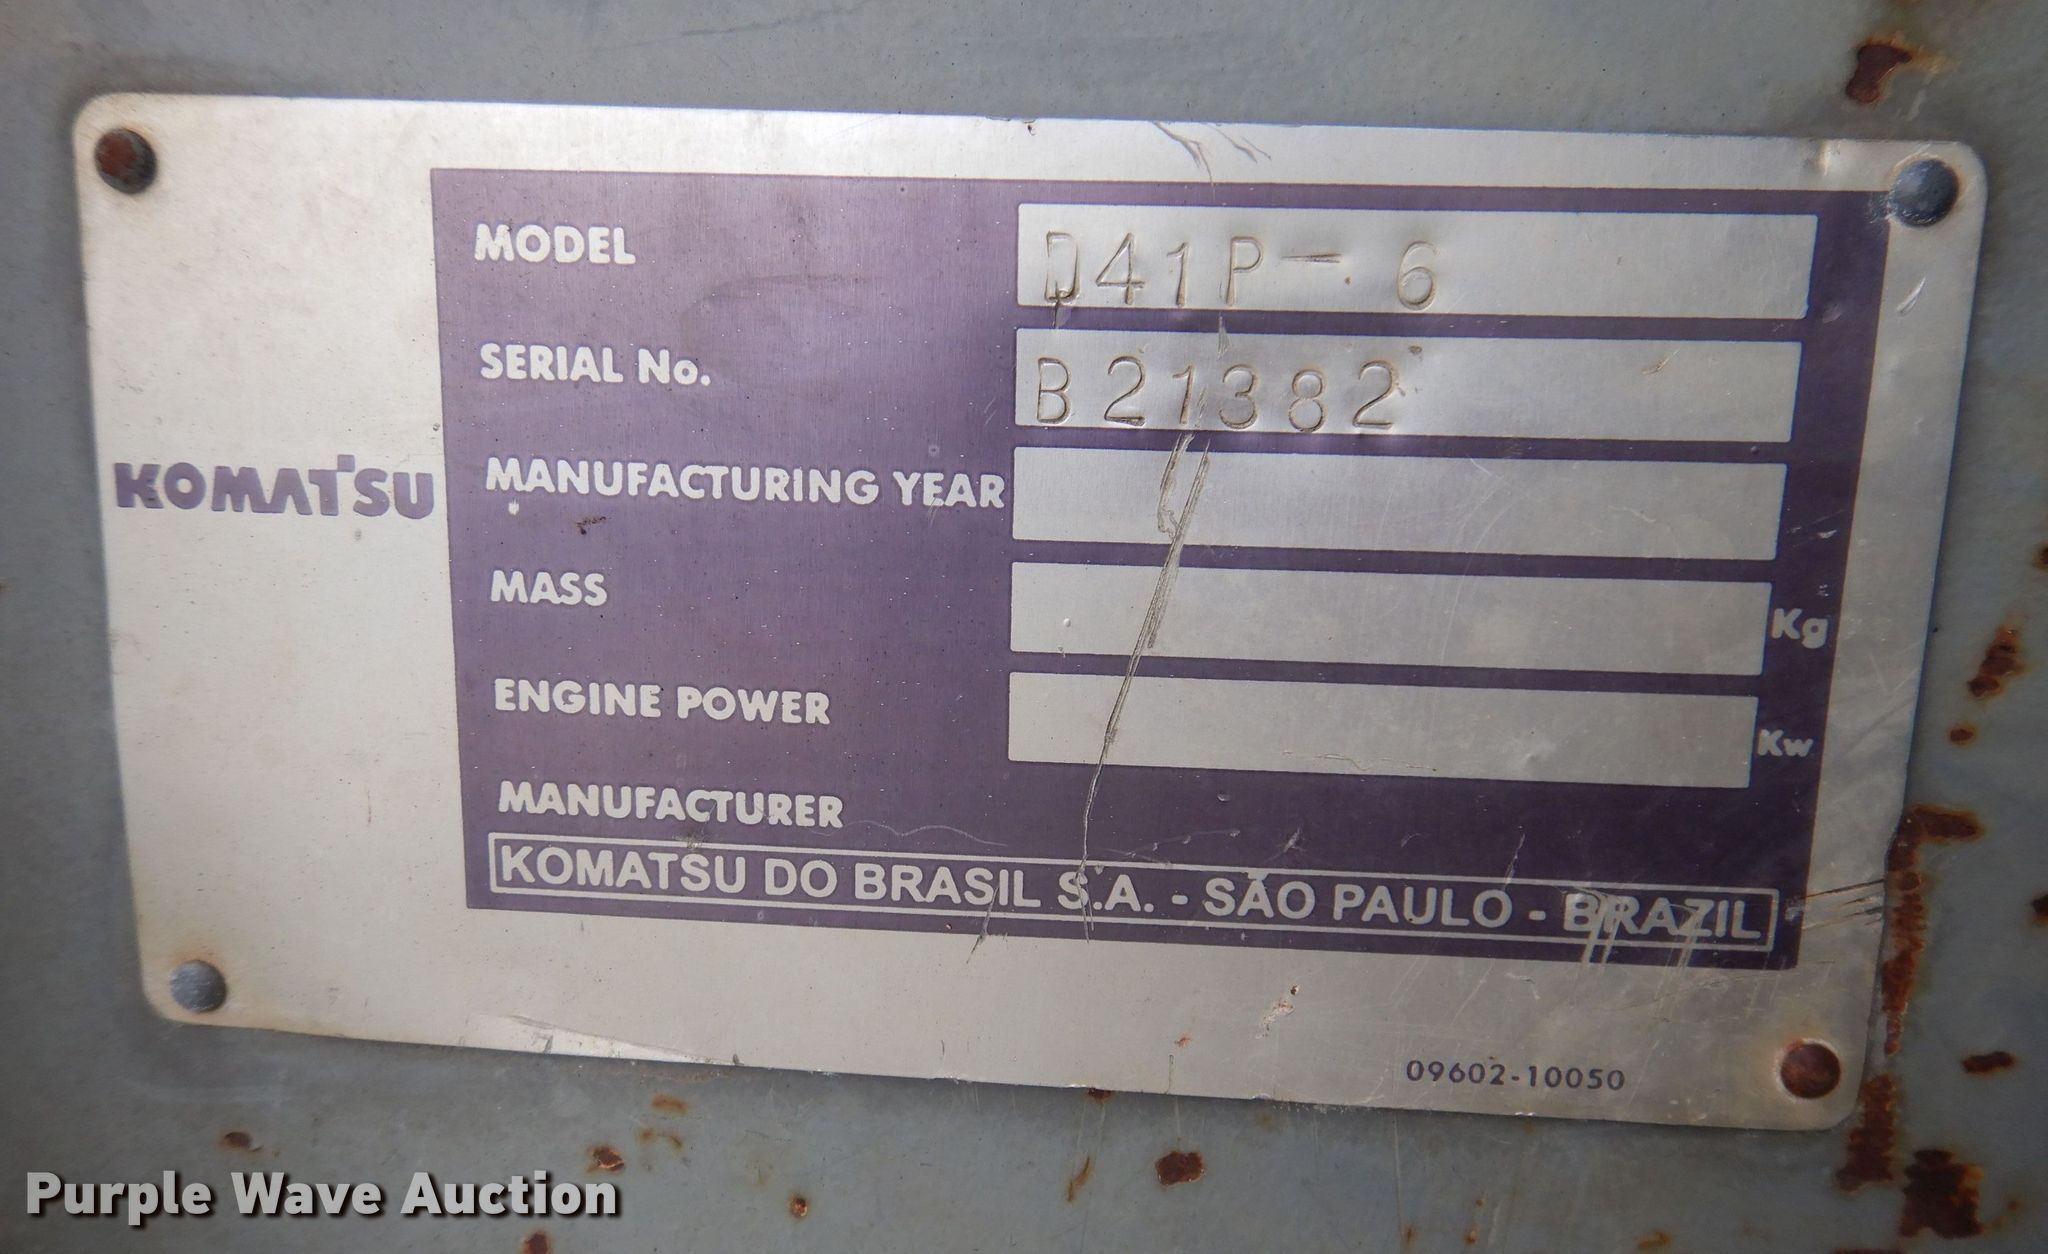 KOMATSU
MODEL D41P-6
SERIAL No. B21382
MANUFACTURING YEAR
MASS Kg
ENGINE POWER Kw
MANUFACTURER
KOMATSU DO BRASIL S.A. - SÃO PAULO - BRAZIL
09602-10050
Purple Wave Auction